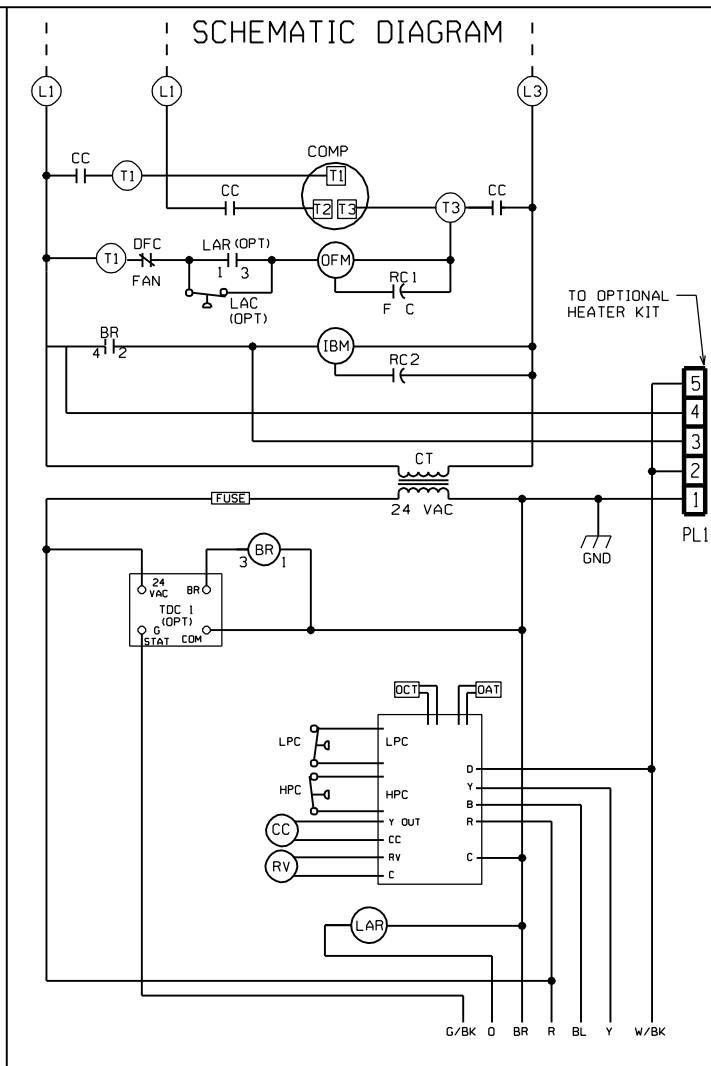 SCHEMATIC DIAGRAM
L1
L1
L3
COMP
CC
T1
T1
CC
CC
T2
T3
T3
DFC
LAR (OPT)
T1
OFM
FAN
1
3
RC1
LAC
(OPT)
F
C
TO OPTIONAL
HEATER KIT
BR
4
2
IBM
RC2
5
4
3
2
1
PL1
CT
FUSE
24 VAC
GND
BR
3
1
24
VAC
BR
TDC 1
(OPT)
G
STAT
COM
OCT
OAT
LPC
LPC
HPC
HPC
D
Y
B
R
C
CC
Y OUT
CC
RV
RV
C
LAR
G/BK
O
BR
R
BL
Y
W/BK